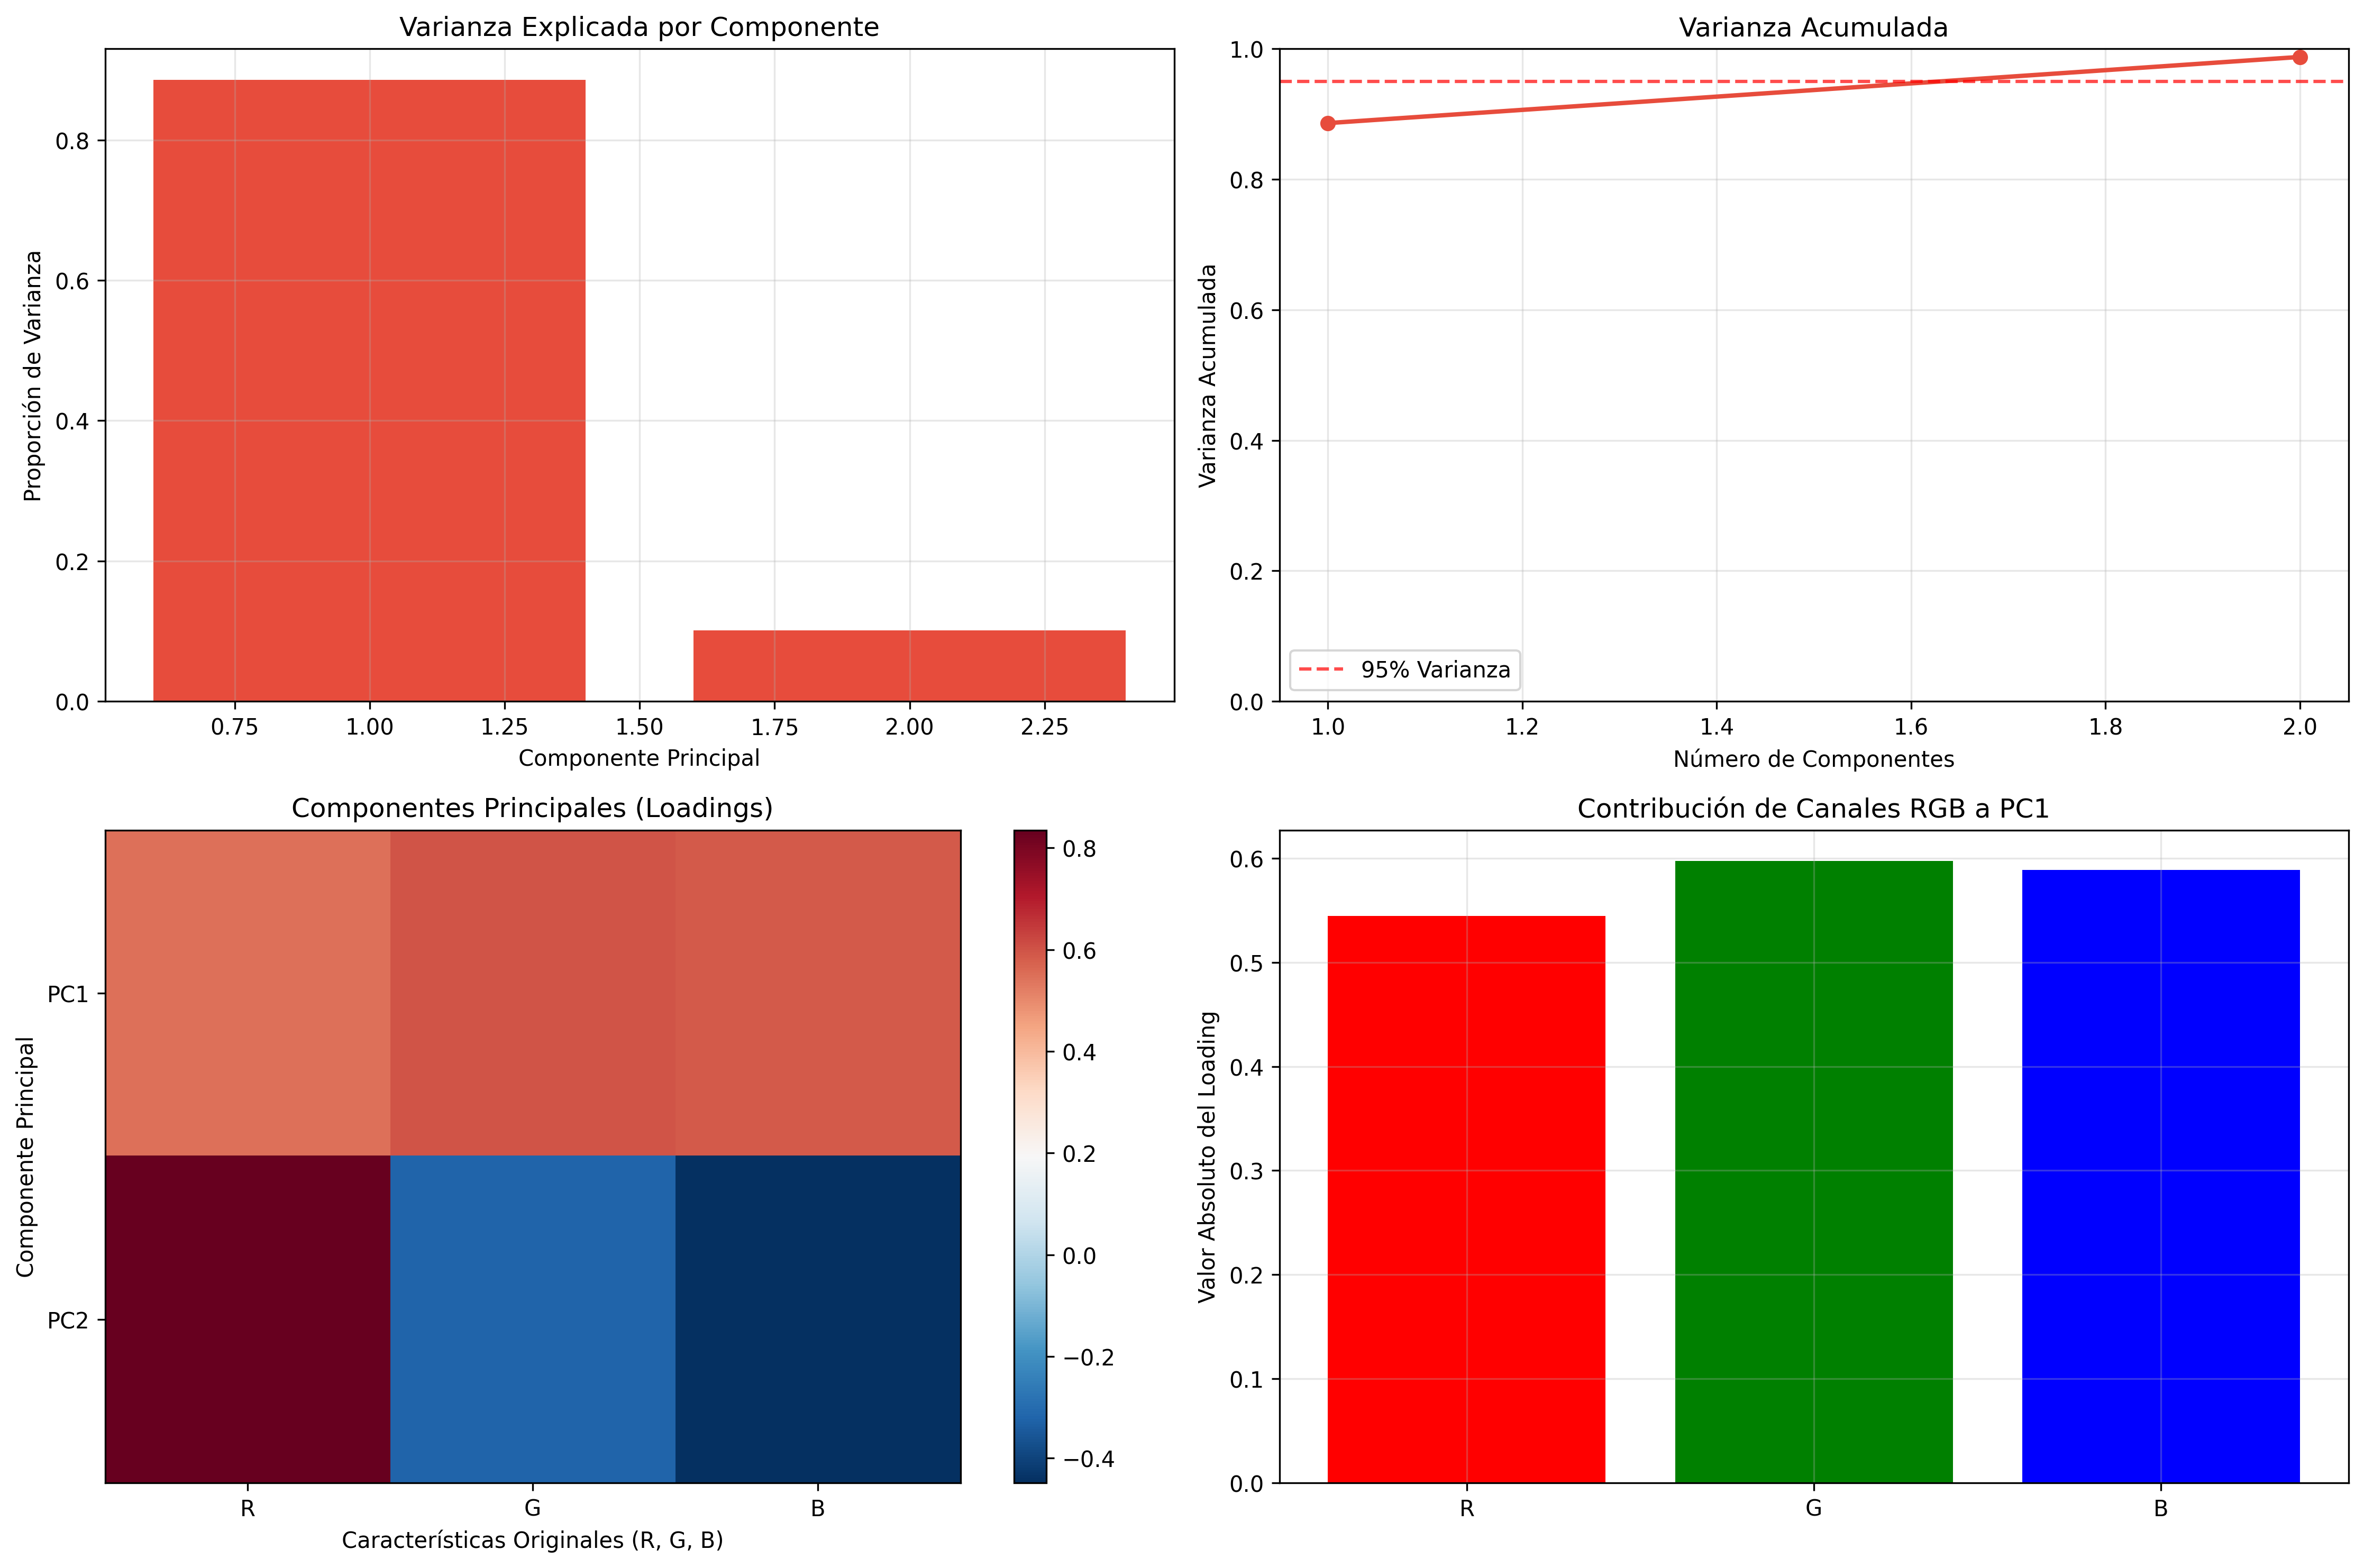 Varianza Explicada por Componente
Proporción de Varianza
0.8
0.6
0.4
0.2
0.0
0.75 1.00 1.25 1.50 1.75 2.00 2.25
Componente Principal
Varianza Acumulada
Varianza Acumulada
1.0
0.8
0.6
0.4
0.2
0.0
95% Varianza
1.0 1.2 1.4 1.6 1.8 2.0
Número de Componentes
Componentes Principales (Loadings)
Componente Principal
PC1
PC2
R G B
Características Originales (R, G, B)
0.8
0.6
0.4
0.2
0.0
−0.2
−0.4
Contribución de Canales RGB a PC1
Valor Absoluto del Loading
0.6
0.5
0.4
0.3
0.2
0.1
0.0
R G B